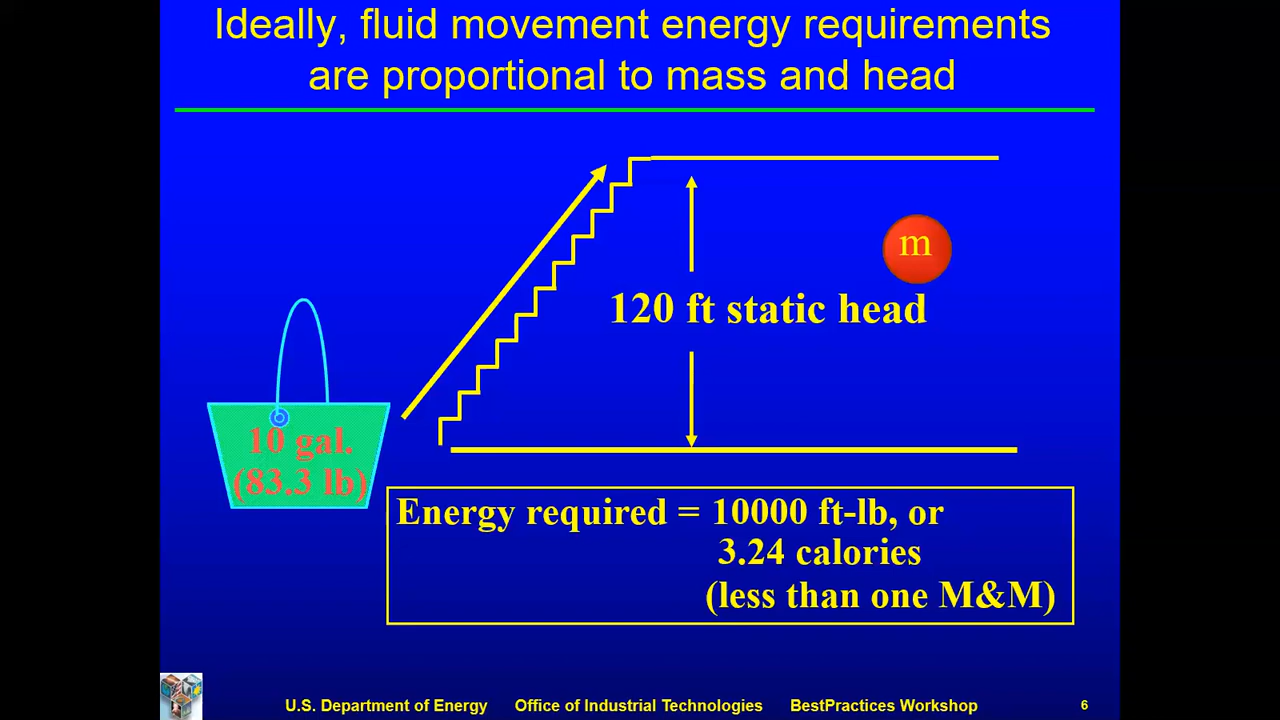 Ideally, fluid movement energy requirements
are proportional to mass and head
m
120 ft static head
10 gal.
(83.3 lb)
Energy required = 10000 ft-lb, or
3.24 calories
(less than one M&M)
U.S. Department of Energy Office of Industrial Technologies BestPractices Workshop 6